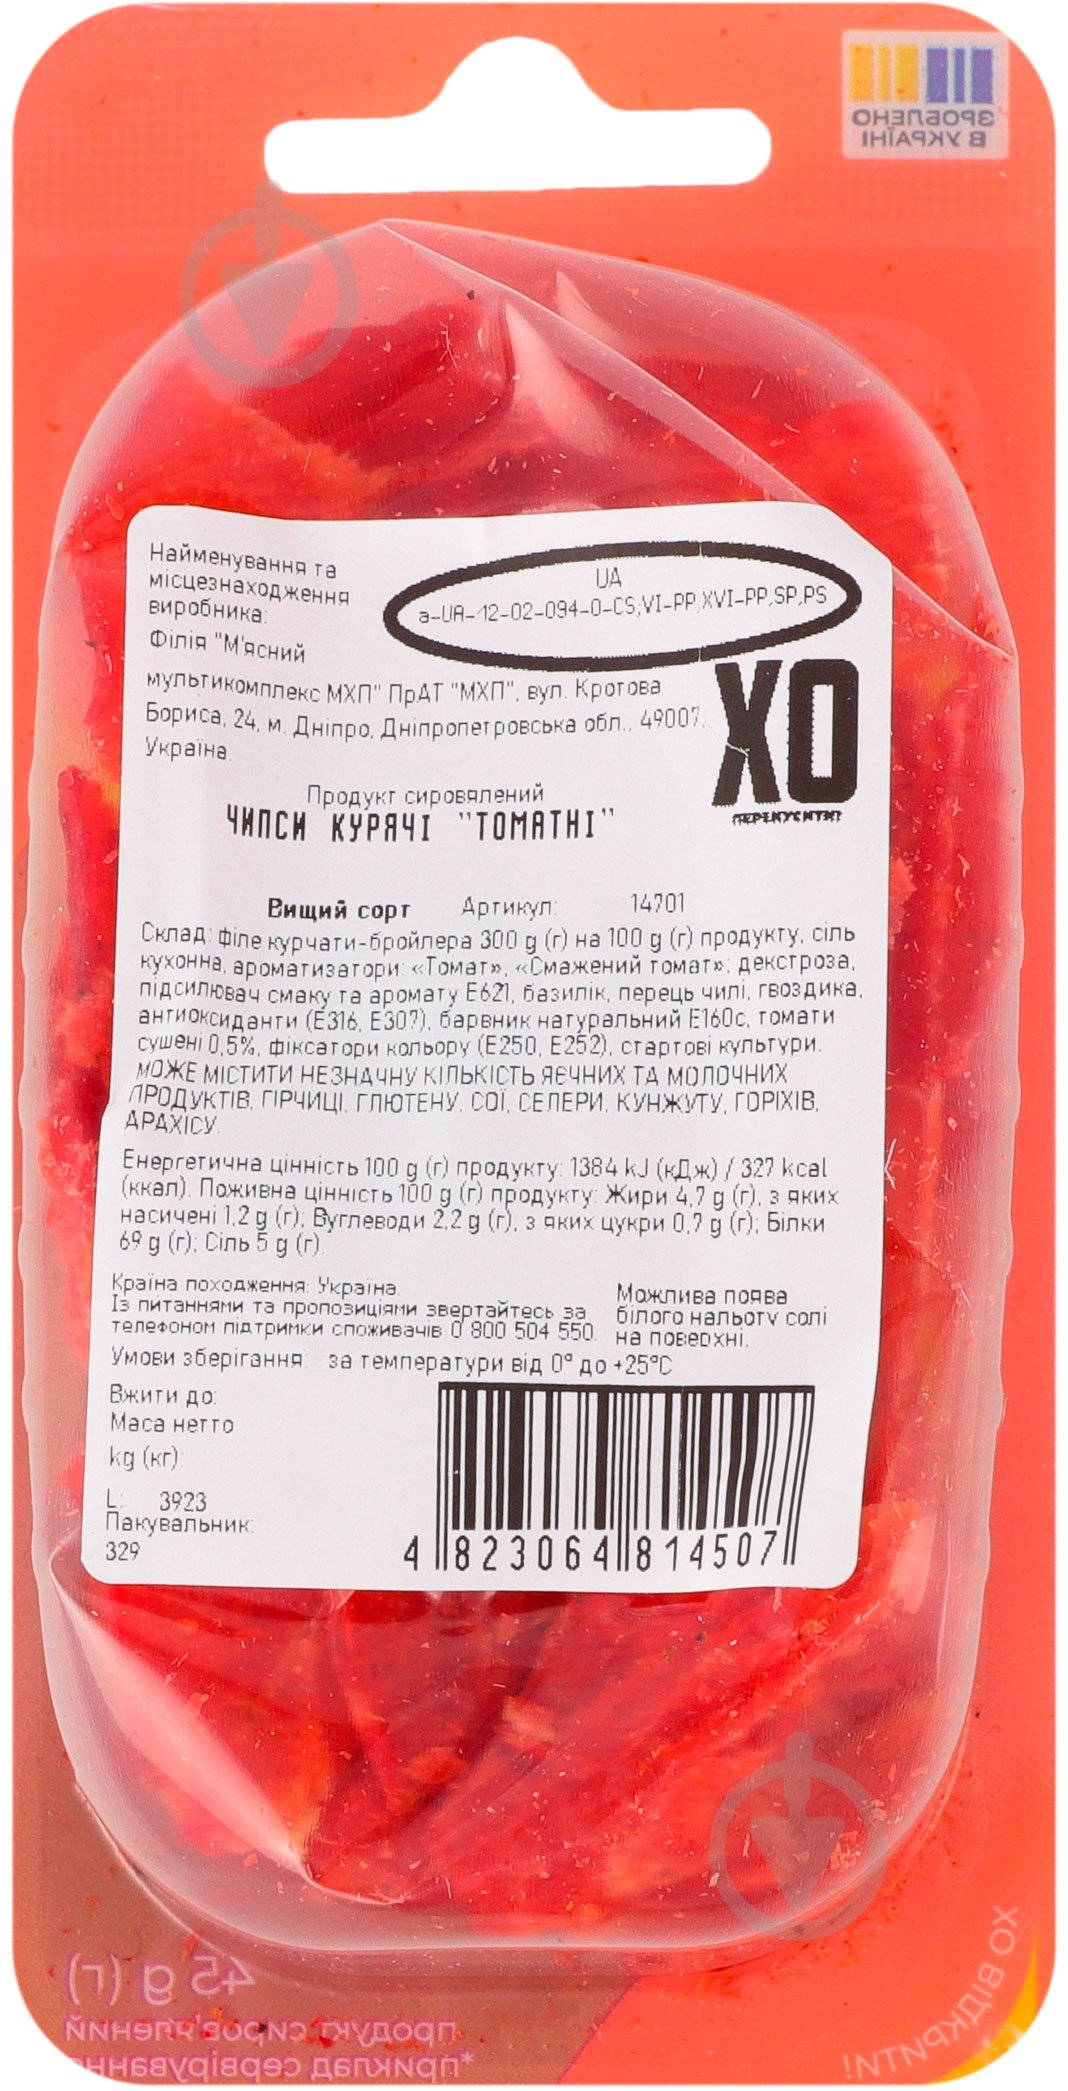 ЗРОБЛЕНО
В УКРАЇНІ
Найменування та
місцезнаходження
виробника:
Філія "М'ясний
мультикомплекс МХП" ПрАТ "МХП", вул. Кротова
Бориса, 24, м. Дніпро, Дніпропетровська обл., 49007,
Україна.
UA
a-UA-12-02-094-0-CS;VI-PP,XVI-PP,SP,PS
ХО
ПЕРЕКУСИТИ?
Продукт сировялений
ЧИПСИ КУРЯЧІ "ТОМАТНІ"
Вищий сорт Артикул: 14701
Склад: філе курчати-бройлера 300 g (г) на 100 g (г) продукту, сіль
кухонна, ароматизатори: «Томат», «Смажений томат»; декстроза,
підсилювач смаку та аромату Е621, базилік, перець чилі, гвоздика,
антиоксиданти (Е316, Е307), барвник натуральний Е160с, томати
сушені 0,5%, фіксатори кольору (Е250, Е252), стартові культури.
МОЖЕ МІСТИТИ НЕЗНАЧНУ КІЛЬКІСТЬ ЯЄЧНИХ ТА МОЛОЧНИХ
ПРОДУКТІВ, ГІРЧИЦІ, ГЛЮТЕНУ, СОЇ, СЕЛЕРИ, КУНЖУТУ, ГОРІХІВ,
АРАХІСУ.
Енергетична цінність 100 g (г) продукту: 1384 kJ (кДж) / 327 kcal
(ккал). Поживна цінність 100 g (г) продукту: Жири 4,7 g (г), з яких
насичені 1,2 g (г); Вуглеводи 2,2 g (г), з яких цукри 0,7 g (г); Білки
69 g (г); Сіль 5 g (г).
Країна походження: Україна.
Із питаннями та пропозиціями звертайтесь за
телефоном підтримки споживачів 0 800 504 550.
Можлива поява
білого нальоту солі
на поверхні.
Умови зберігання: за температури від 0° до +25°C
Вжити до:
Маса нетто
kg (кг):
L: 3923
Пакувальник:
329
4 823064 814507
45 g (г)
продукт сиров'ялений
*приклад сервірування
ХО ВІДКРИТИ!